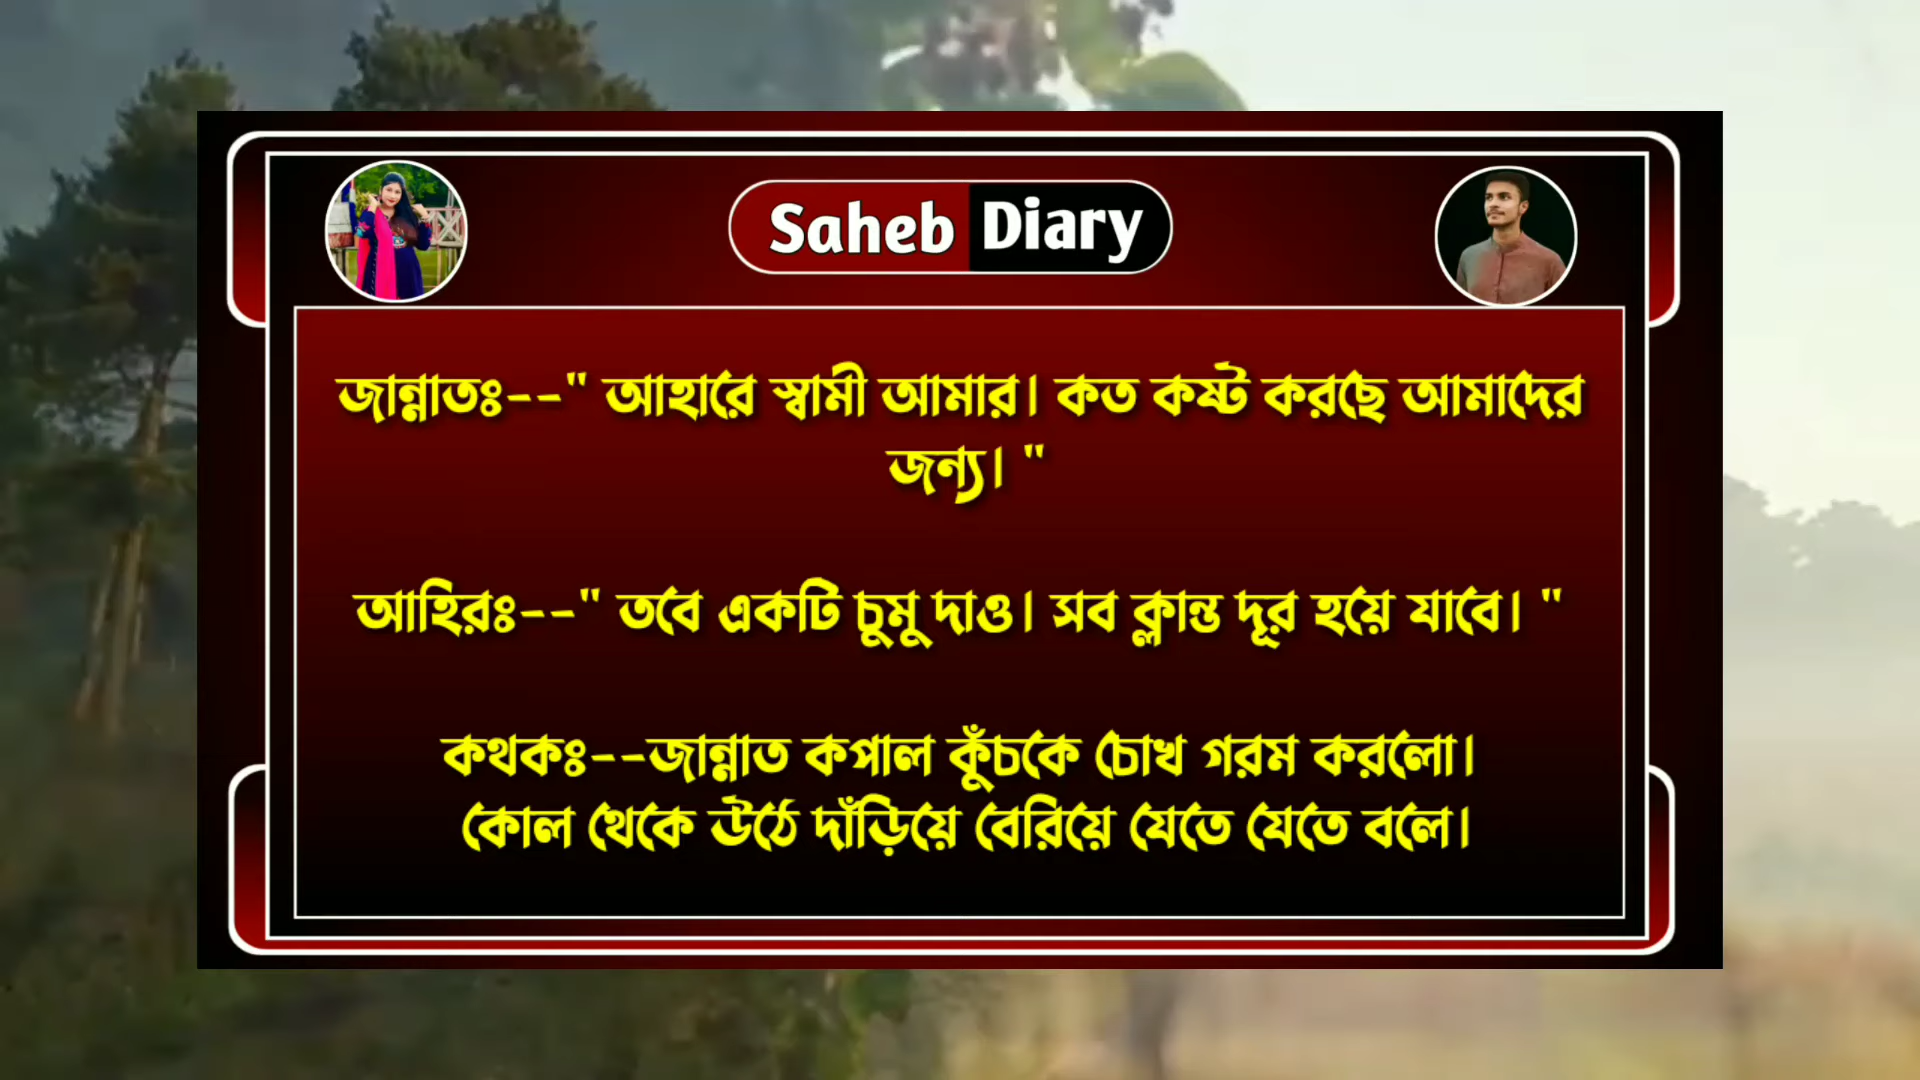 Saheb Diary
জান্নাতঃ--" আহারে স্বামী আমার। কত কষ্ট করছে আমাদের
জন্য। "
আহিরঃ--" তবে একটি চুমু দাও। সব ক্লান্ত দূর হয়ে যাবে। "
কথকঃ--জান্নাত কপাল কুঁচকে চোখ গরম করলো।
কোল থেকে উঠে দাঁড়িয়ে বেরিয়ে যেতে যেতে বলে।